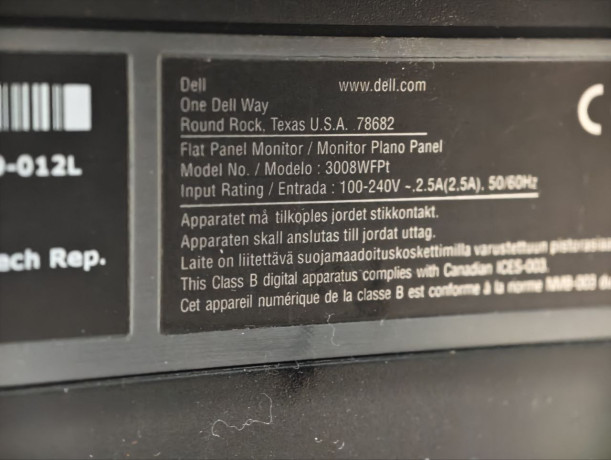 Dell www.dell.com
One Dell Way
Round Rock, Texas U.S.A. 78682
Flat Panel Monitor / Monitor Plano Panel
Model No. / Modelo : 3008WFPt
Input Rating / Entrada : 100-240V ~,2.5A(2.5A), 50/60Hz
Apparatet må tilkoples jordet stikkontakt.
Apparaten skall anslutas till jordat uttag.
Laite on liitettävä suojamaadoituskoskettimilla varustettuun
This Class B digital apparatus complies with Canadian ICES-003.
Cet appareil numérique de la classe B est conforme à la norme NMB-003
-012L
ach Rep.